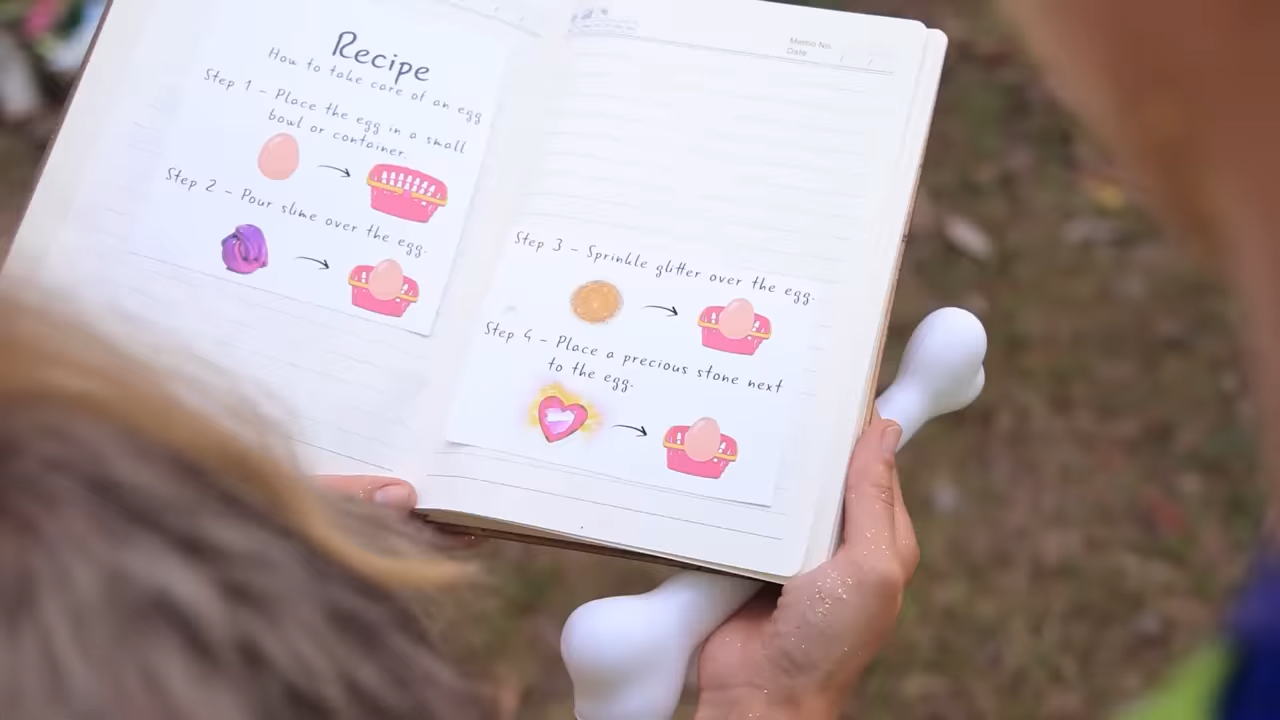 Recipe
How to take care of an egg
Step 1 - Place the egg in a small
bowl or container.
Step 2 - Pour slime over the egg.
Memo No.
Date / /
Step 3 - Sprinkle glitter over the egg.
Step 4 - Place a precious stone next
to the egg.